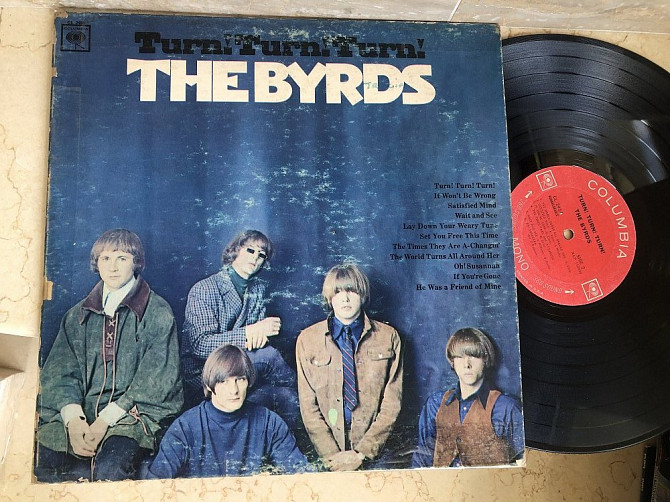 COLUMBIA
Turn! Turn! Turn!
THE BYRDS
Turn! Turn! Turn!
It Won't Be Wrong
Satisfied Mind
Wait and See
Lay Down Your Weary Tune
Set You Free This Time
The Times They Are A-Changin'
The World Turns All Around Her
Oh! Susannah
If You're Gone
He Was a Friend of Mine
COLUMBIA
MONO
TURN! TURN! TURN!
THE BYRDS